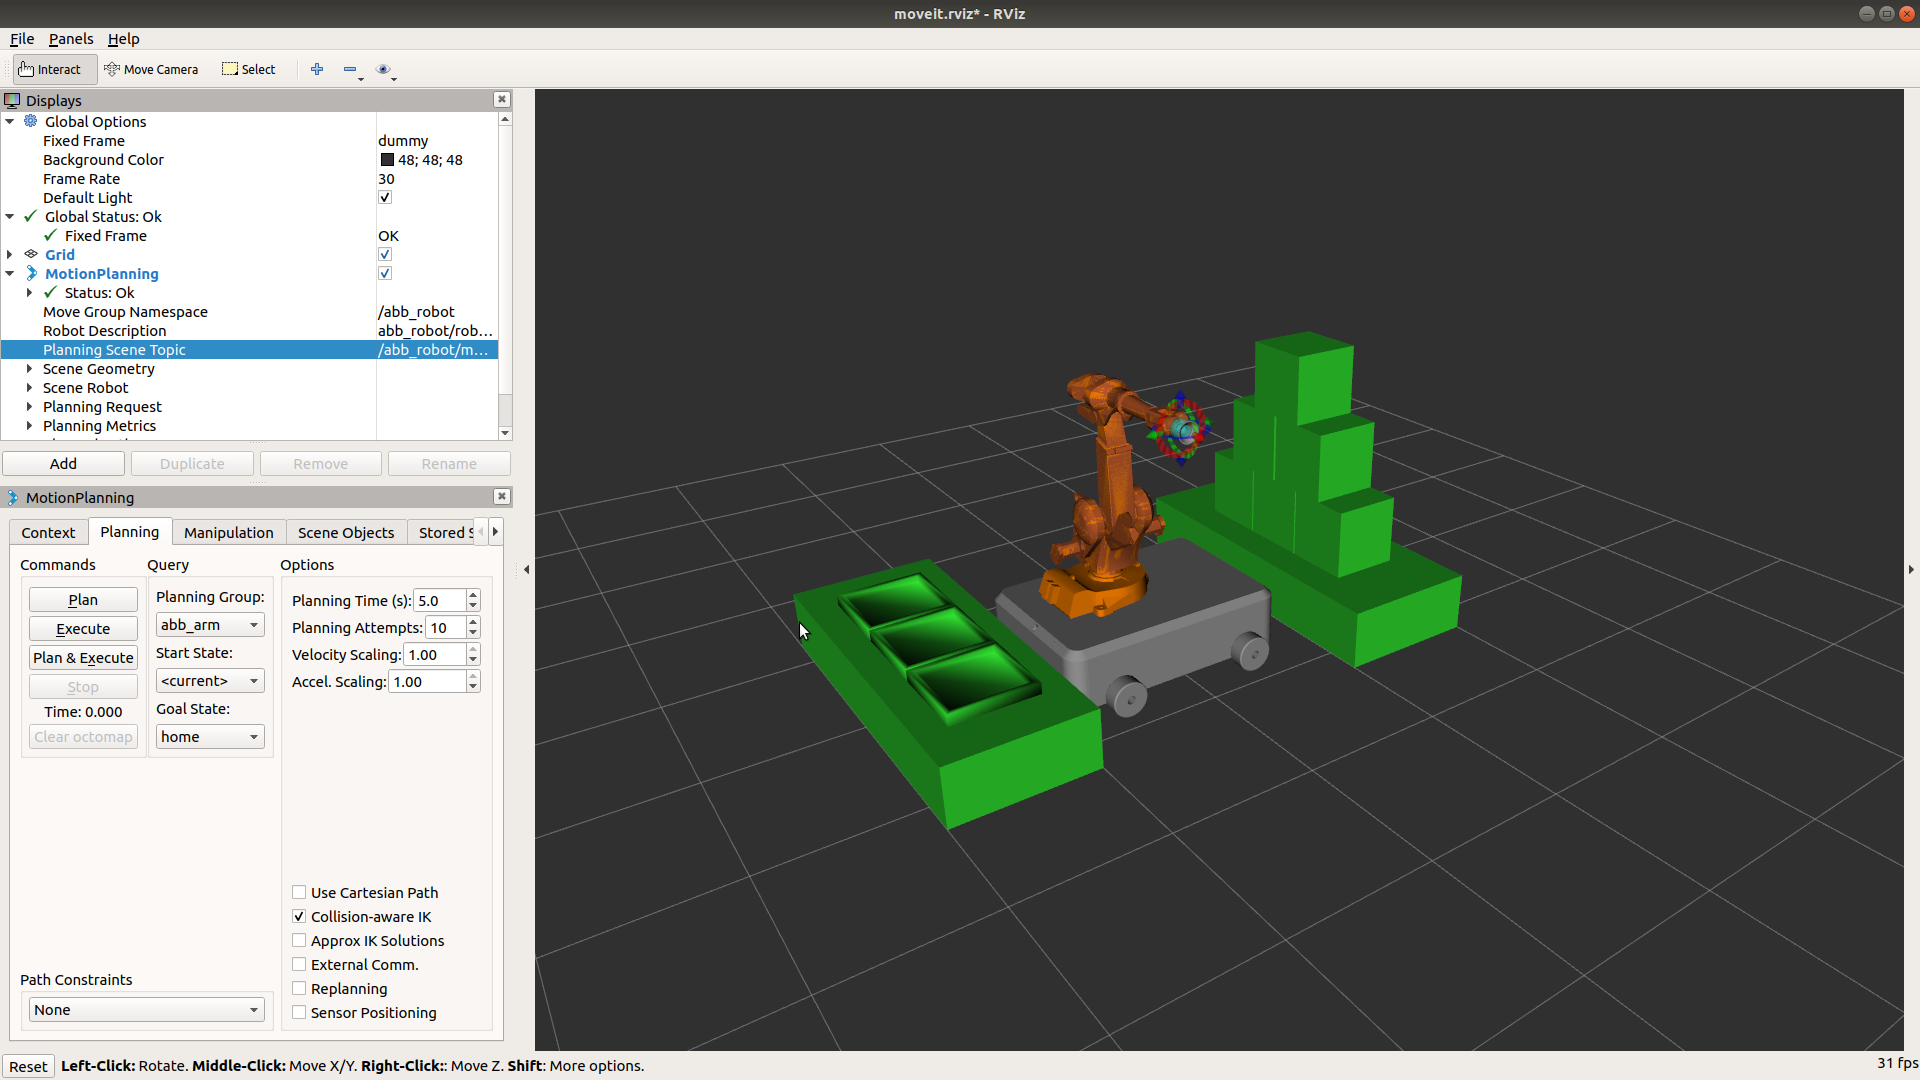 moveit.rviz* - RViz
File Panels Help
Interact Move Camera Select
Displays
Global Options
Fixed Frame dummy
Background Color 48; 48; 48
Frame Rate 30
Default Light
Global Status: Ok
Fixed Frame OK
Grid
MotionPlanning
Status: Ok
Move Group Namespace /abb_robot
Robot Description abb_robot/rob...
Planning Scene Topic /abb_robot/m...
Scene Geometry
Scene Robot
Planning Request
Planning Metrics
Add Duplicate Remove Rename
MotionPlanning
Context Planning Manipulation Scene Objects Stored S
Commands Query Options
Plan Planning Group: Planning Time (s): 5.0
Execute abb_arm Planning Attempts: 10
Plan & Execute Start State: Velocity Scaling: 1.00
Stop <current> Accel. Scaling: 1.00
Time: 0.000 Goal State:
Clear octomap home
Use Cartesian Path
Collision-aware IK
Approx IK Solutions
External Comm.
Path Constraints Replanning
None Sensor Positioning
Reset Left-Click: Rotate. Middle-Click: Move X/Y. Right-Click:: Move Z. Shift: More options. 31 fps